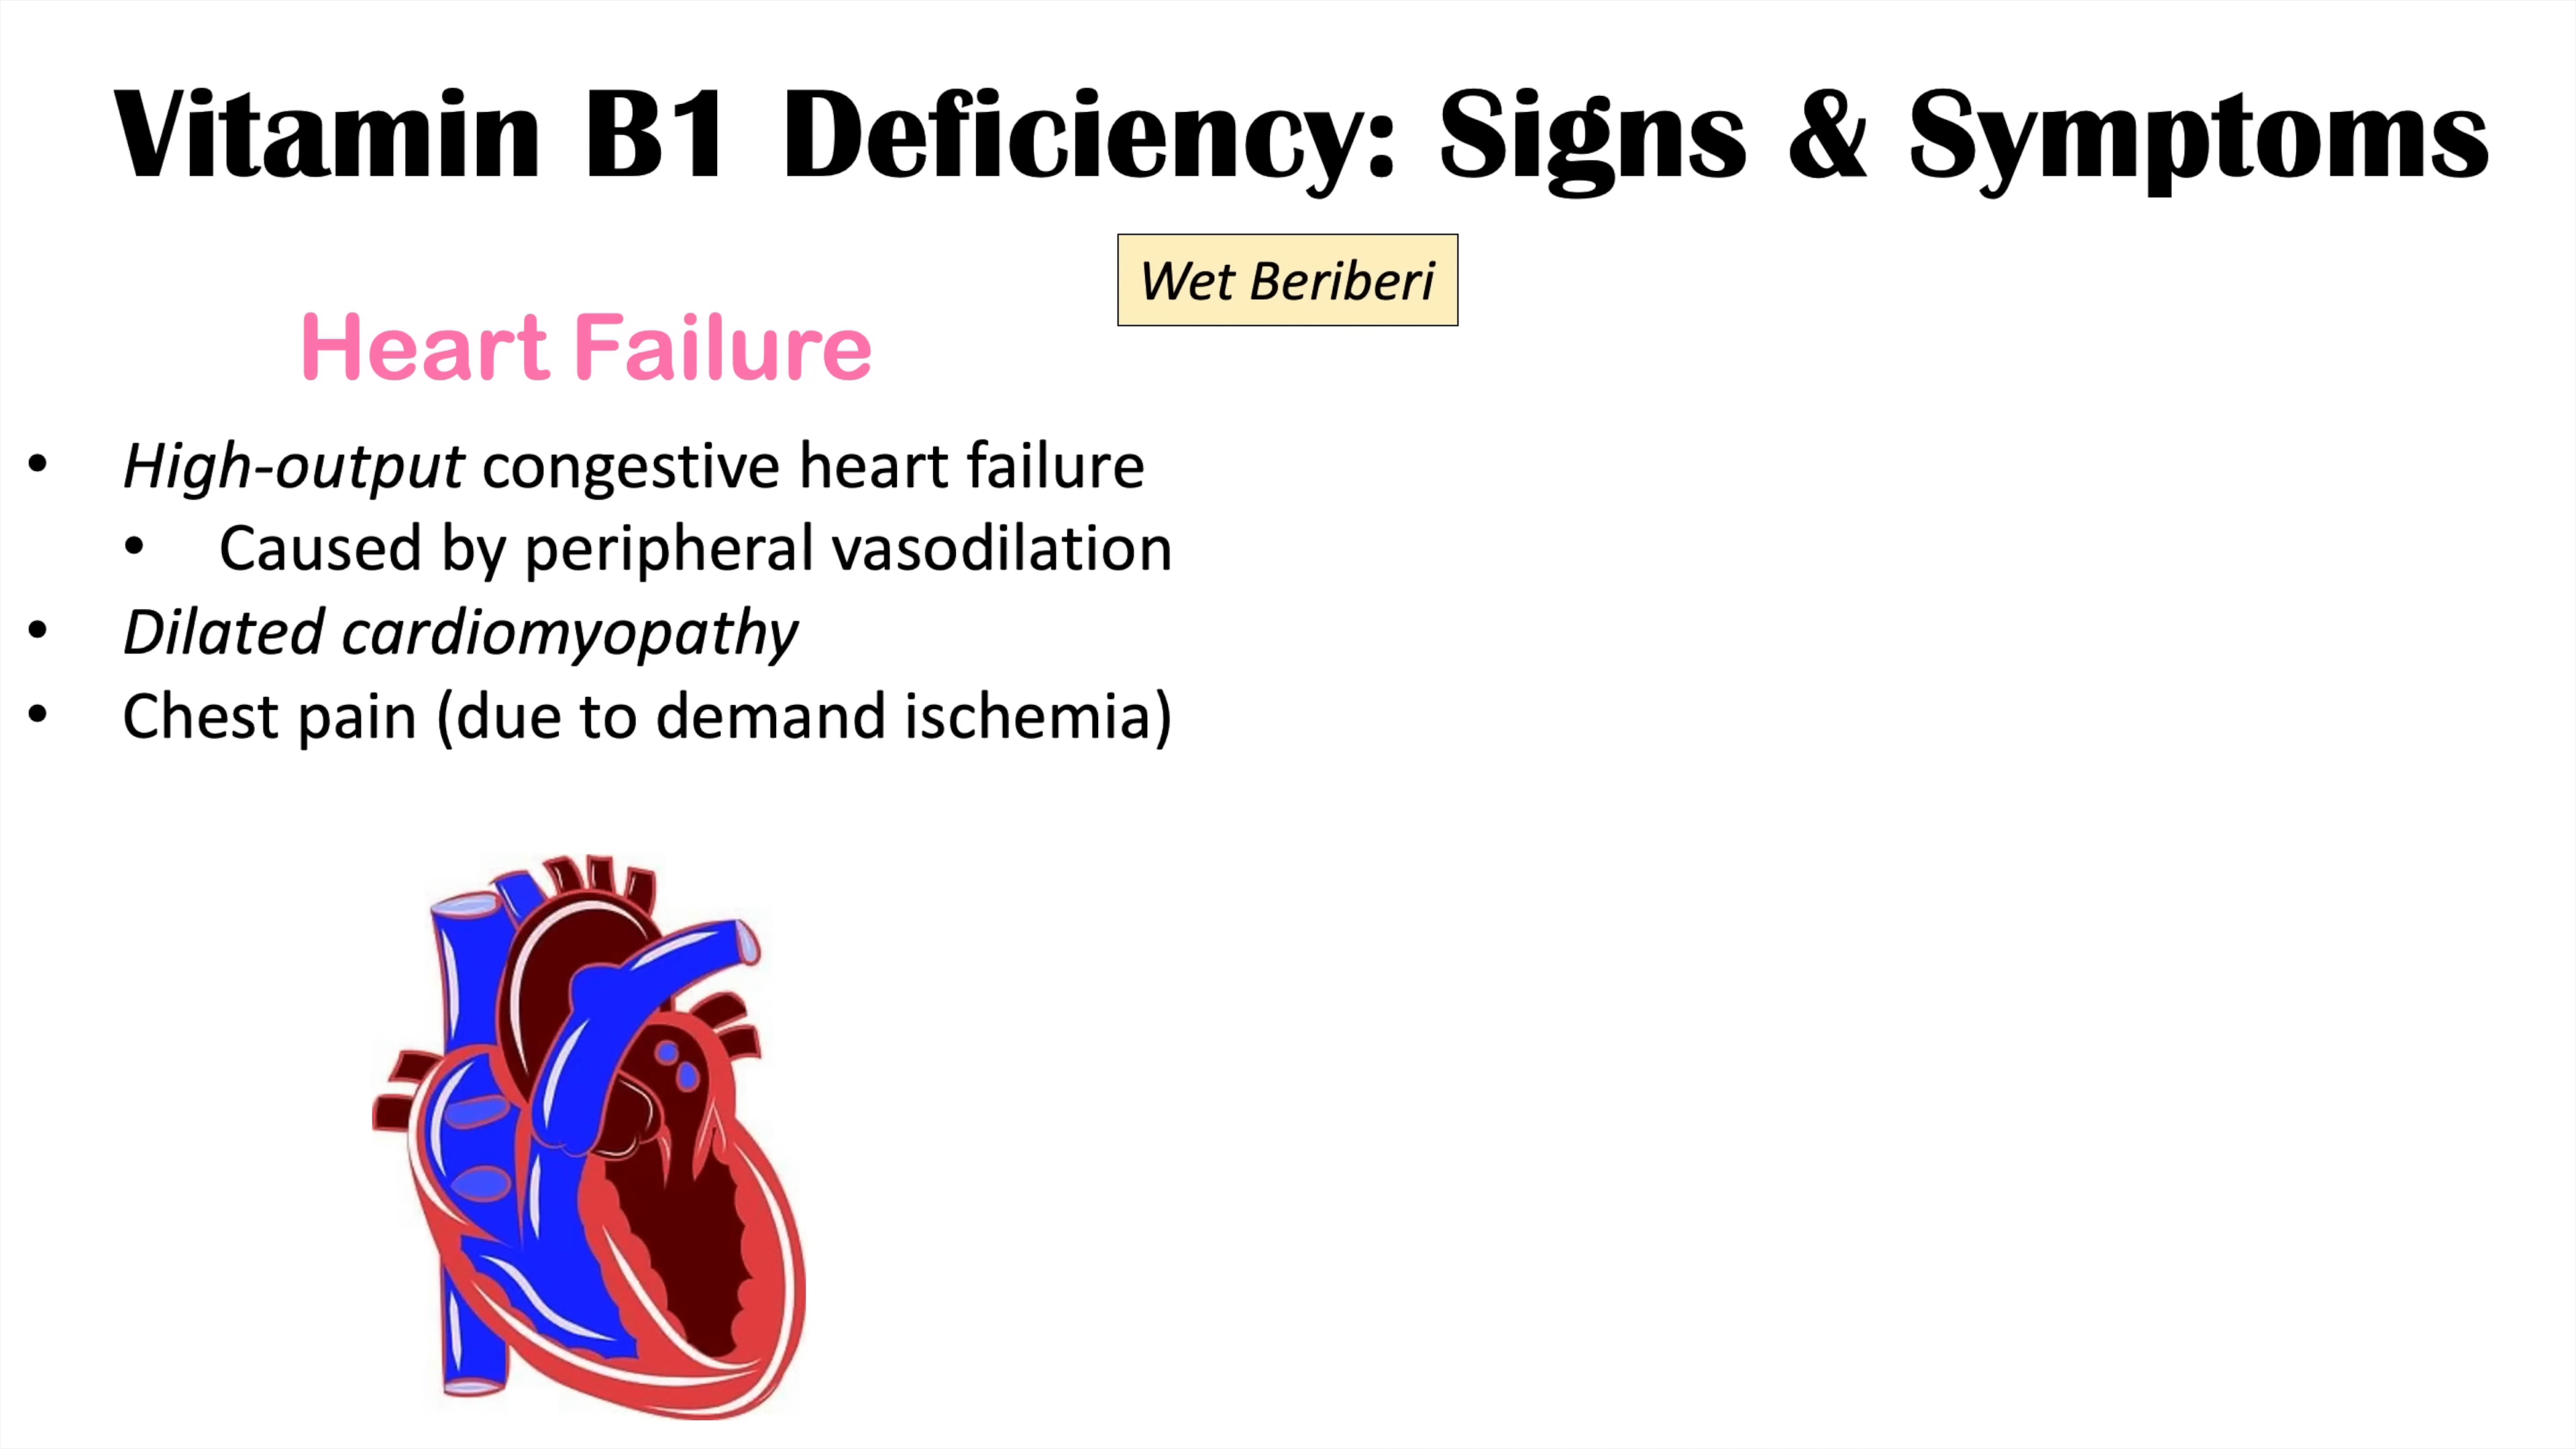 Vitamin B1 Deficiency: Signs & Symptoms
Wet Beriberi
Heart Failure
• High-output congestive heart failure
• Caused by peripheral vasodilation
• Dilated cardiomyopathy
• Chest pain (due to demand ischemia)